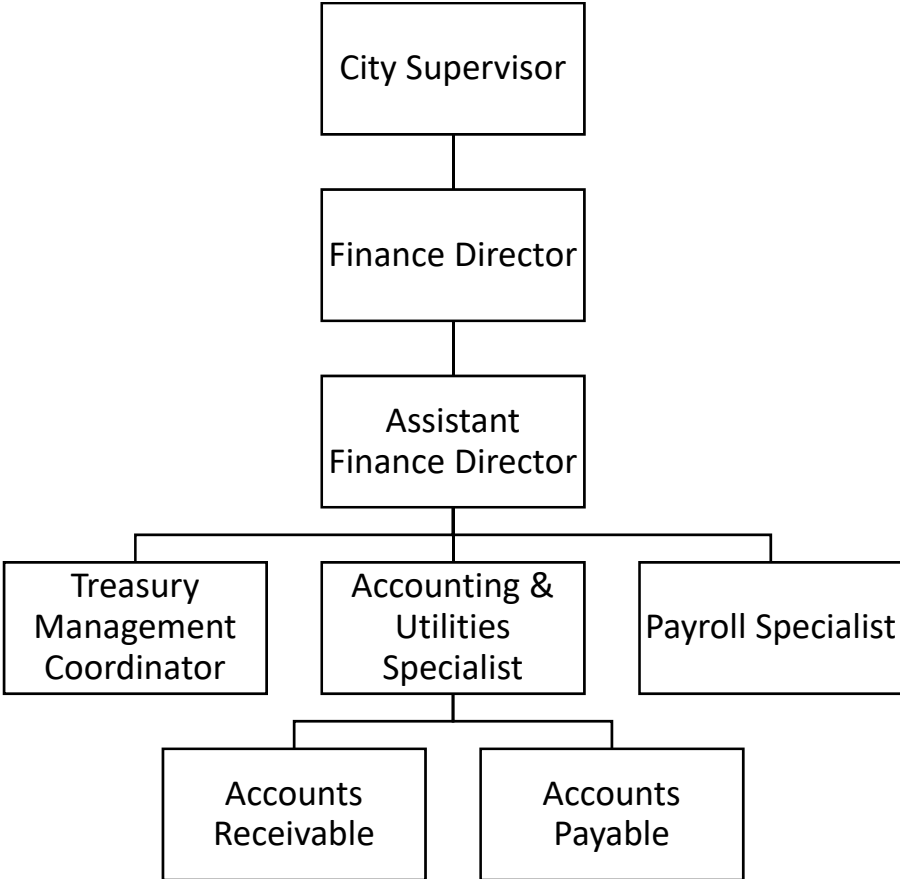 City Supervisor
Finance Director
Assistant
Finance Director
Treasury
Management
Coordinator
Accounting &
Utilities
Specialist
Payroll Specialist
Accounts
Receivable
Accounts
Payable